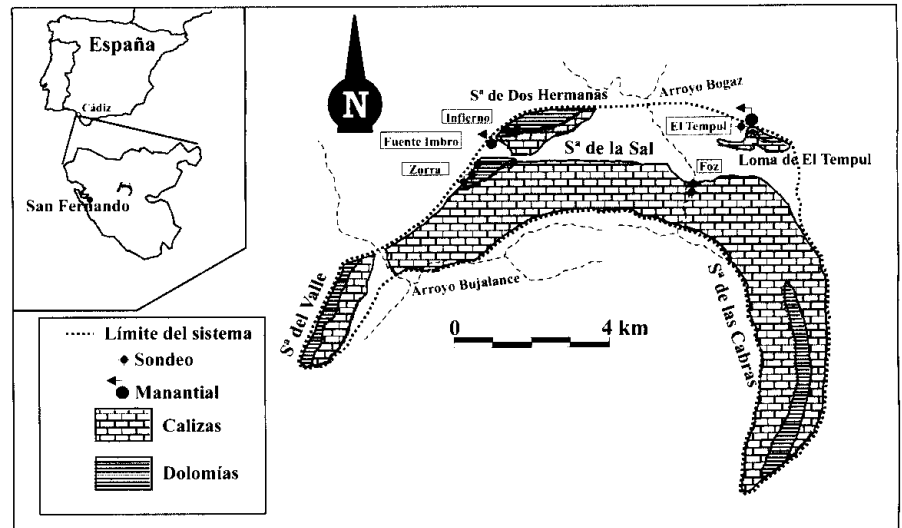 España
Cádiz
San Fernando
N
Sª de Dos Hermanas
Arroyo Bogaz
Infierno
Fuente Imbro
El Tempul
Sª de la Sal
Loma de El Tempul
Zorra
Foz
Sª del Valle
Arroyo Bujalance
Sª de las Cabras
0 4 km
Límite del sistema
Sondeo
Manantial
Calizas
Dolomías